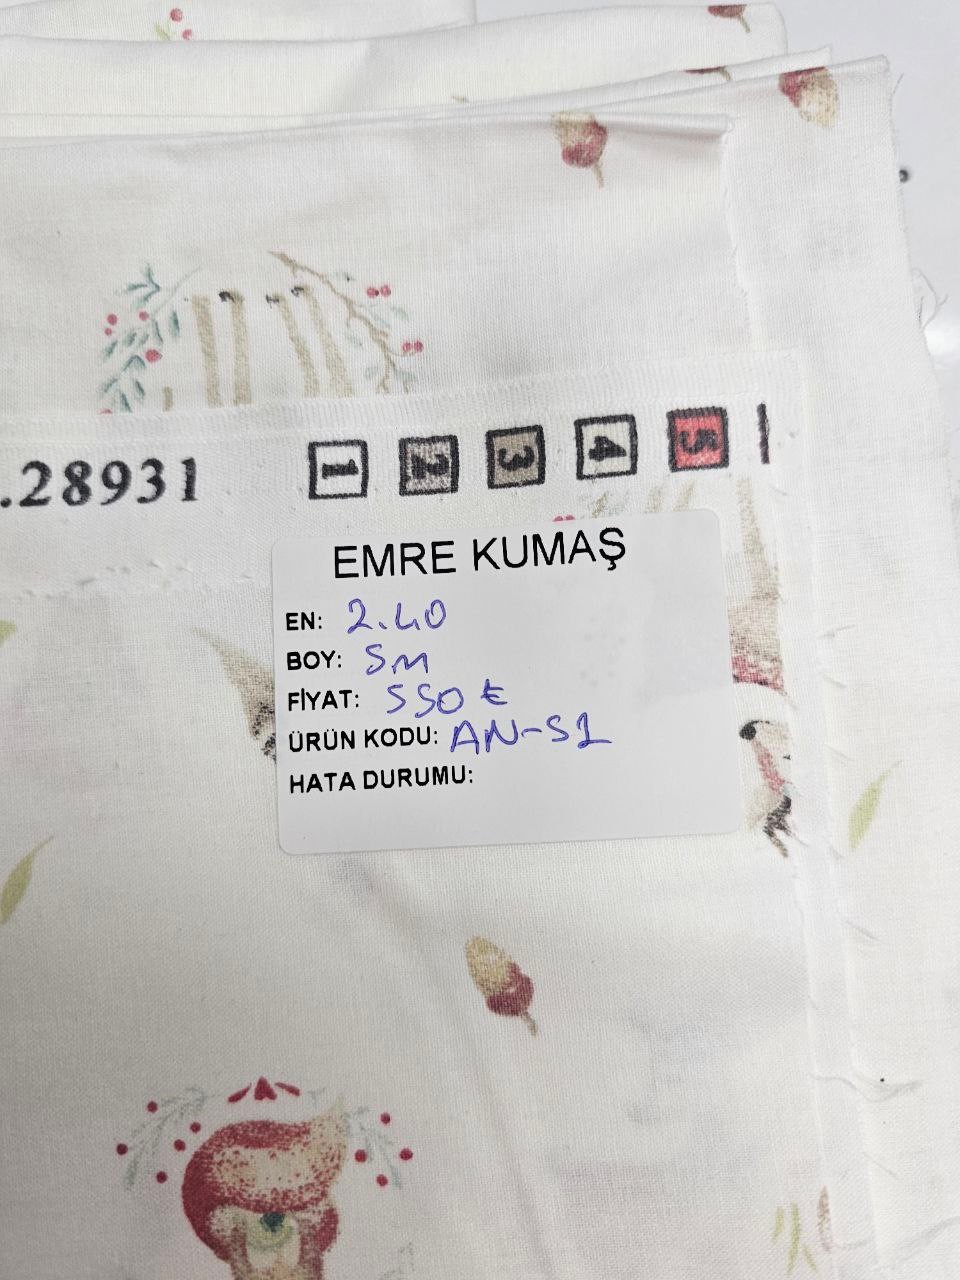 .28931 1 2 3 4 5
EMRE KUMAŞ
EN: 2.40
BOY: 5M
FİYAT: 550 ₺
ÜRÜN KODU: AN-51
HATA DURUMU: